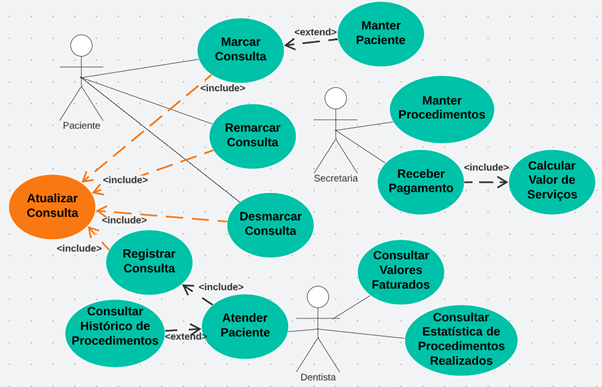 Manter
Paciente
<extend>
Marcar
Consulta
<include>
Paciente
Manter
Procedimentos
Remarcar
Consulta
Secretaria
Receber
Pagamento
<include>
Calcular
Valor de
Serviços
<include>
Atualizar
Consulta
<include>
Desmarcar
Consulta
<include>
Registrar
Consulta
Consultar
Valores
Faturados
<include>
Consultar
Histórico de
Procedimentos
<extend>
Atender
Paciente
Consultar
Estatística de
Procedimentos
Realizados
Dentista